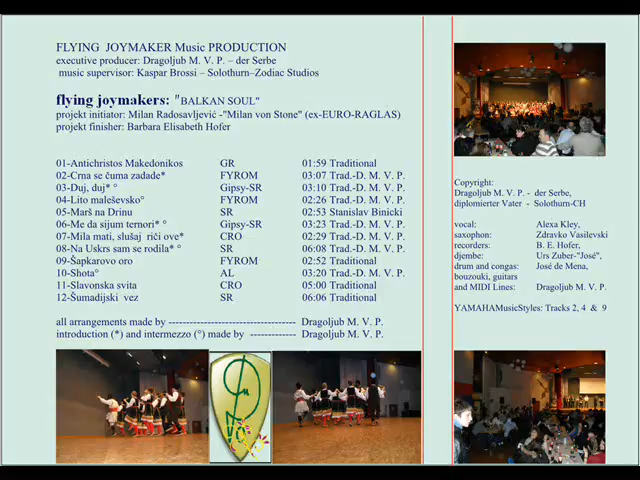 FLYING JOYMAKER Music PRODUCTION
executive producer: Dragoljub M. V. P. – der Serbe
music supervisor: Kaspar Brossi – Solothurn–Zodiac Studios
flying joymakers: "BALKAN SOUL"
projekt initiator: Milan Radosavljević -"Milan von Stone" (ex-EURO-RAGLAS)
projekt finisher: Barbara Elisabeth Hofer
01-Antichristos Makedonikos GR 01:59 Traditional
02-Crna se čuma zadade* FYROM 03:07 Trad.-D. M. V. P.
03-Duj, duj* ° Gipsy-SR 03:10 Trad.-D. M. V. P.
04-Lito maleševsko° FYROM 02:26 Trad.-D. M. V. P.
05-Marš na Drinu SR 02:53 Stanislav Binicki
06-Me da sijum ternori* ° Gipsy-SR 03:23 Trad.-D. M. V. P.
07-Mila mati, slušaj riči ove* CRO 02:29 Trad.-D. M. V. P.
08-Na Uskrs sam se rodila* ° SR 06:08 Trad.-D. M. V. P.
09-Šapkarovo oro FYROM 02:52 Traditional
10-Shota° AL 03:20 Trad.-D. M. V. P.
11-Slavonska svita CRO 05:00 Traditional
12-Šumadijski vez SR 06:06 Traditional
all arrangements made by ----------------------------------- Dragoljub M. V. P.
introduction (*) and intermezzo (°) made by ------------- Dragoljub M. V. P.
Copyright:
Dragoljub M. V. P. - der Serbe,
diplomierter Vater - Solothurn-CH
vocal: Alexa Kley,
saxophon: Zdravko Vasilevski
recorders: B. E. Hofer,
djembe: Urs Zuber-"José",
drum and congas: José de Mena,
bouzouki, guitars
and MIDI Lines: Dragoljub M. V. P.
YAMAHAMusicStyles: Tracks 2, 4 & 9